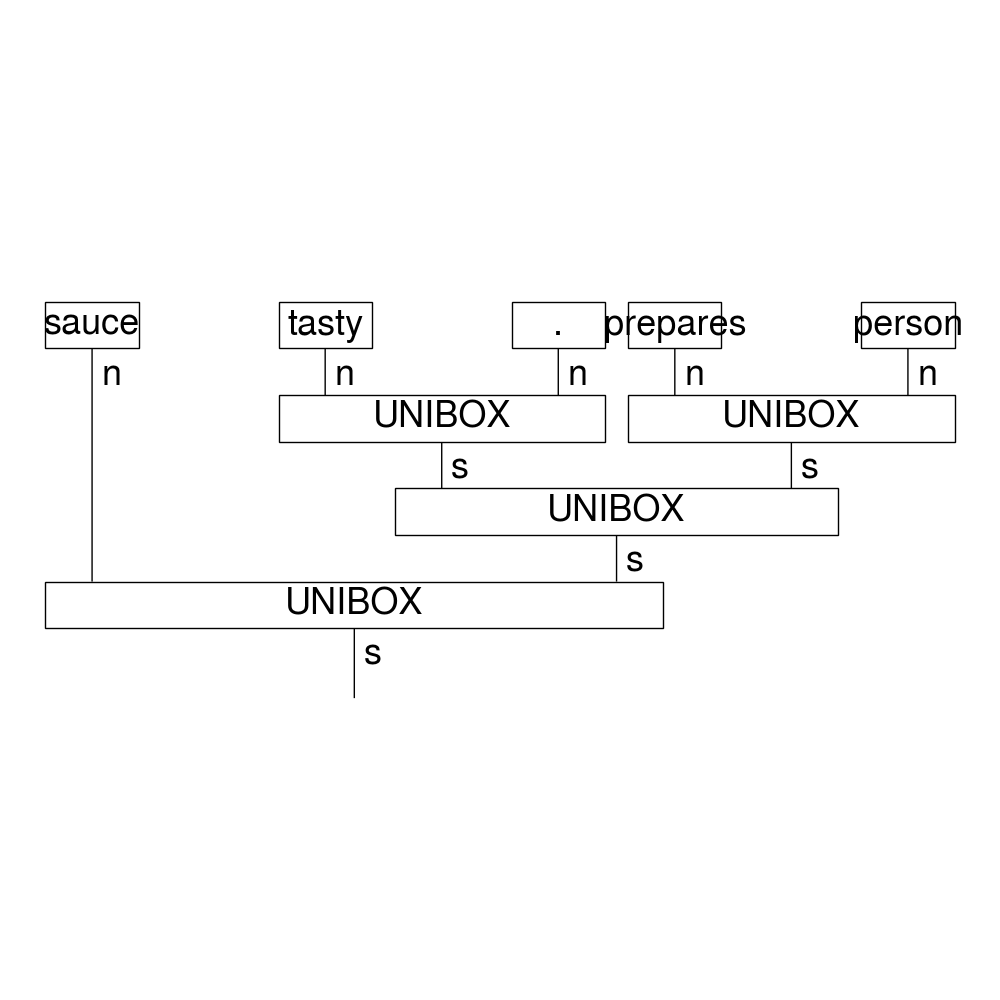 sauce tasty . prepares person
n n n n n
UNIBOX UNIBOX
s s
UNIBOX
s
UNIBOX
s